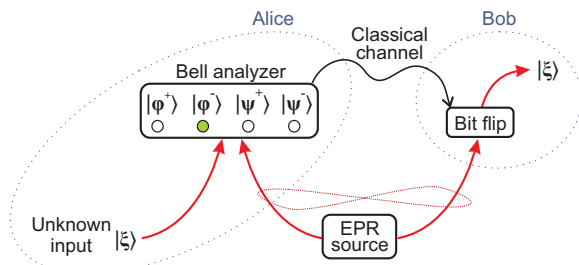 Alice
Bob
Classical
channel
Bell analyzer
|φ⁺⟩ |φ⁻⟩ |ψ⁺⟩ |ψ⁻⟩
|ξ⟩
Bit flip
Unknown
input |ξ⟩
EPR
source